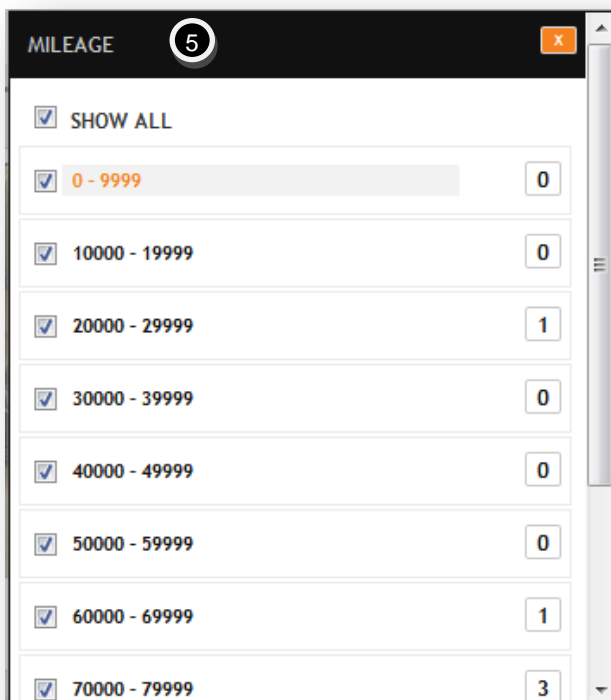 MILEAGE 5 X
SHOW ALL
0 - 9999 0
10000 - 19999 0
20000 - 29999 1
30000 - 39999 0
40000 - 49999 0
50000 - 59999 0
60000 - 69999 1
70000 - 79999 3